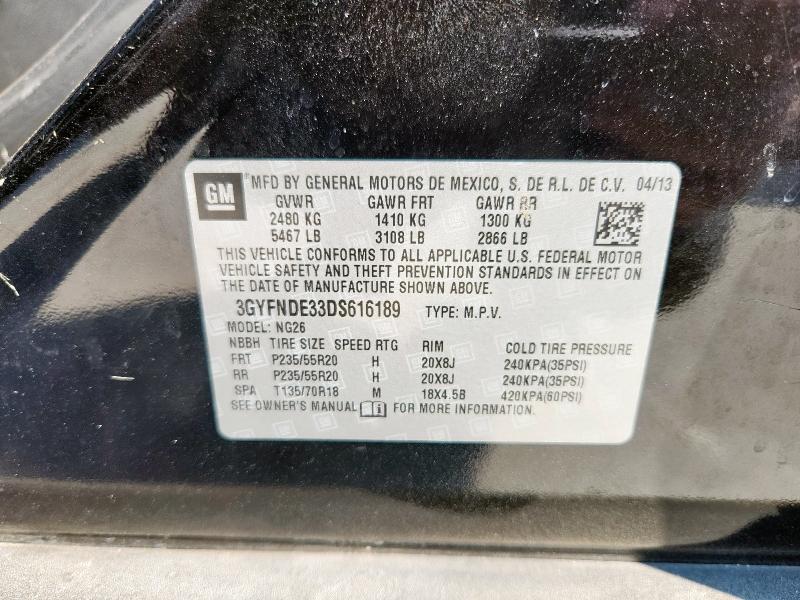 GM ® MFD BY GENERAL MOTORS DE MEXICO, S. DE R.L. DE C.V. 04/13
GVWR GAWR FRT GAWR RR
2480 KG 1410 KG 1300 KG
5467 LB 3108 LB 2866 LB
THIS VEHICLE CONFORMS TO ALL APPLICABLE U.S. FEDERAL MOTOR
VEHICLE SAFETY AND THEFT PREVENTION STANDARDS IN EFFECT ON
THE DATE OF MANUFACTURE SHOWN ABOVE.
3GYFNDE33DS616189 TYPE: M.P.V.
MODEL: NG26
NBBH TIRE SIZE SPEED RTG RIM COLD TIRE PRESSURE
FRT P235/55R20 H 20X8J 240KPA(35PSI)
RR P235/55R20 H 20X8J 240KPA(35PSI)
SPA T135/70R18 M 18X4.5B 420KPA(60PSI)
SEE OWNER'S MANUAL i FOR MORE INFORMATION.